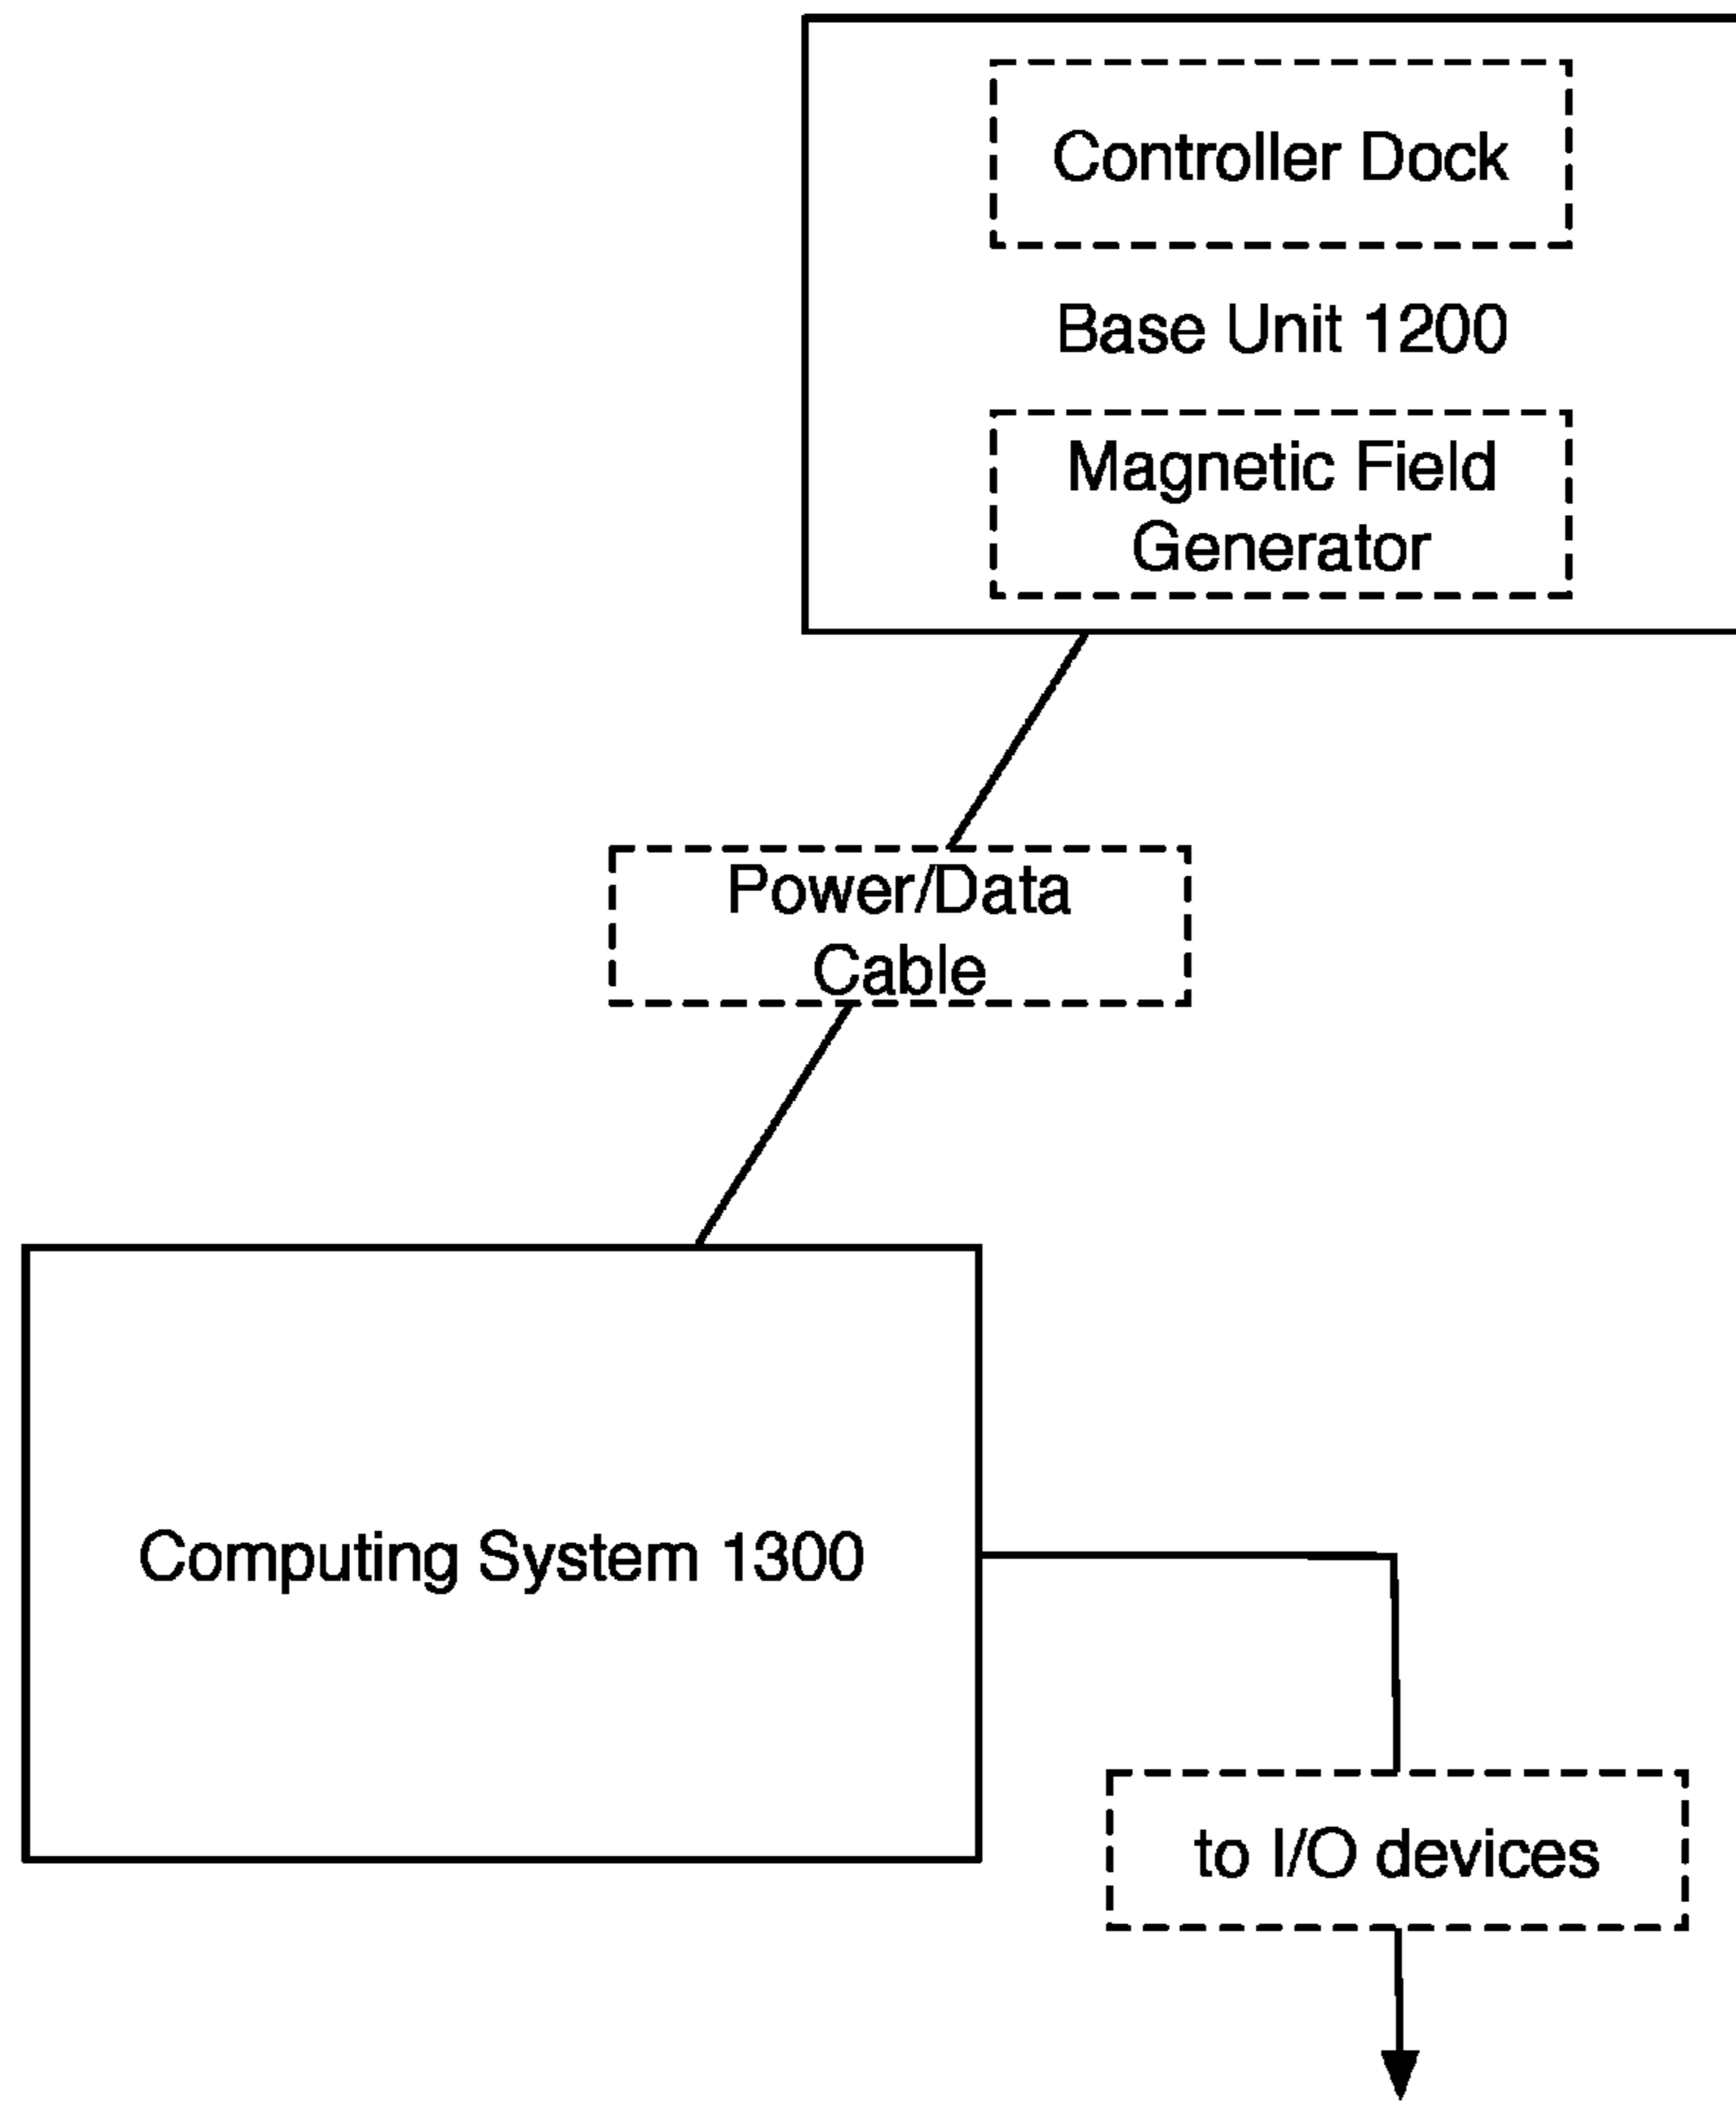 Controller Dock
Base Unit 1200
Magnetic Field
Generator
Power/Data
Cable
Computing System 1300
to I/O devices